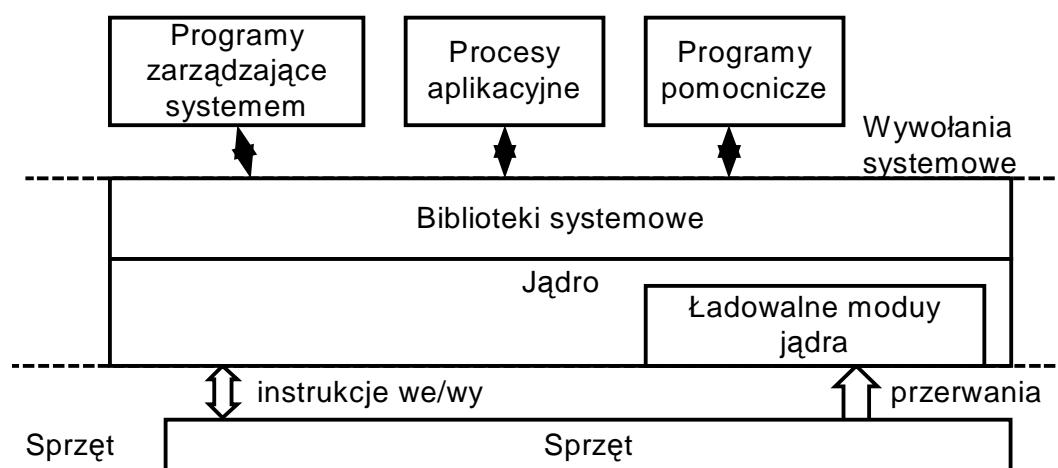 Programy
zarządzające
systemem
Procesy
aplikacyjne
Programy
pomocnicze
Wywołania
systemowe
Biblioteki systemowe
Jądro
Ładowalne moduy
jądra
instrukcje we/wy
przerwania
Sprzęt
Sprzęt